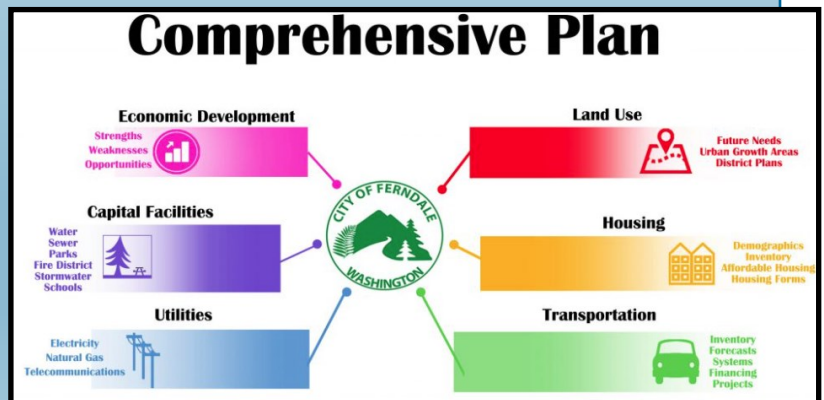 Comprehensive Plan
Economic Development
Strengths
Weaknesses
Opportunities
Capital Facilities
Water
Sewer
Parks
Fire District
Stormwater
Schools
Utilities
Electricity
Natural Gas
Telecommunications
CITY OF FERNDALE
WASHINGTON
Land Use
Future Needs
Urban Growth Areas
District Plans
Housing
Demographics
Inventory
Affordable Housing
Housing Forms
Transportation
Inventory
Forecasts
Systems
Financing
Projects